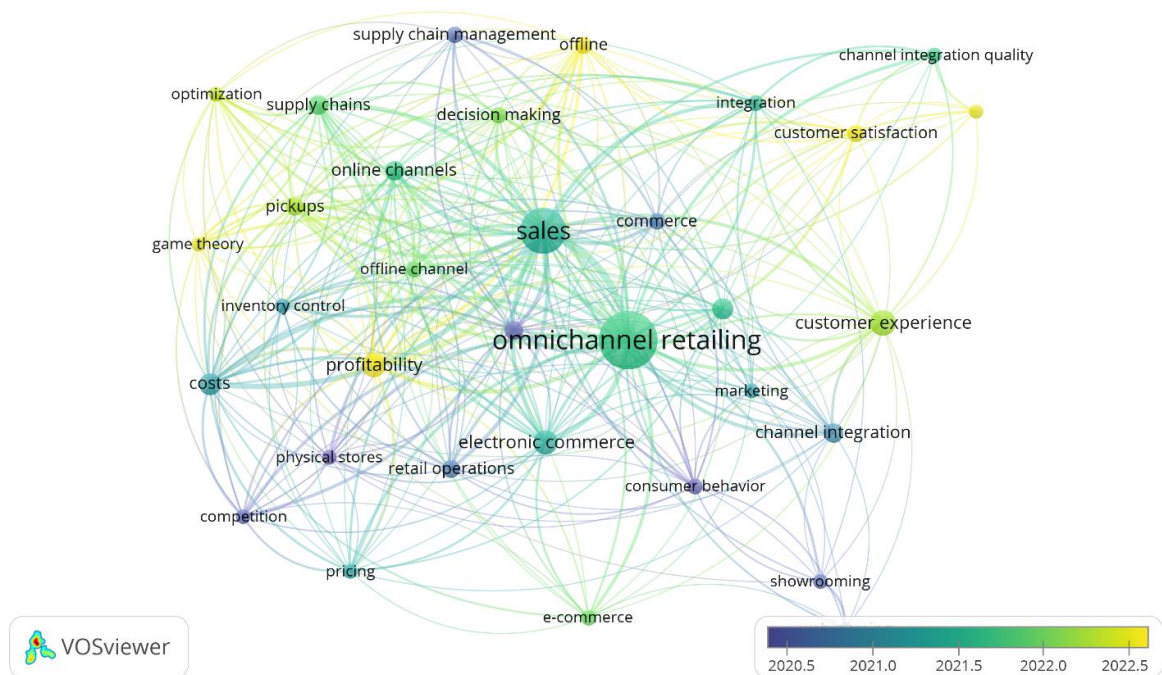 supply chain management
offline
channel integration quality
optimization
supply chains
integration
decision making
customer satisfaction
online channels
pickups
commerce
sales
game theory
offline channel
inventory control
customer experience
omnichannel retailing
profitability
costs
marketing
channel integration
electronic commerce
physical stores
retail operations
consumer behavior
competition
pricing
showrooming
e-commerce
VOSviewer
2020.5 2021.0 2021.5 2022.0 2022.5